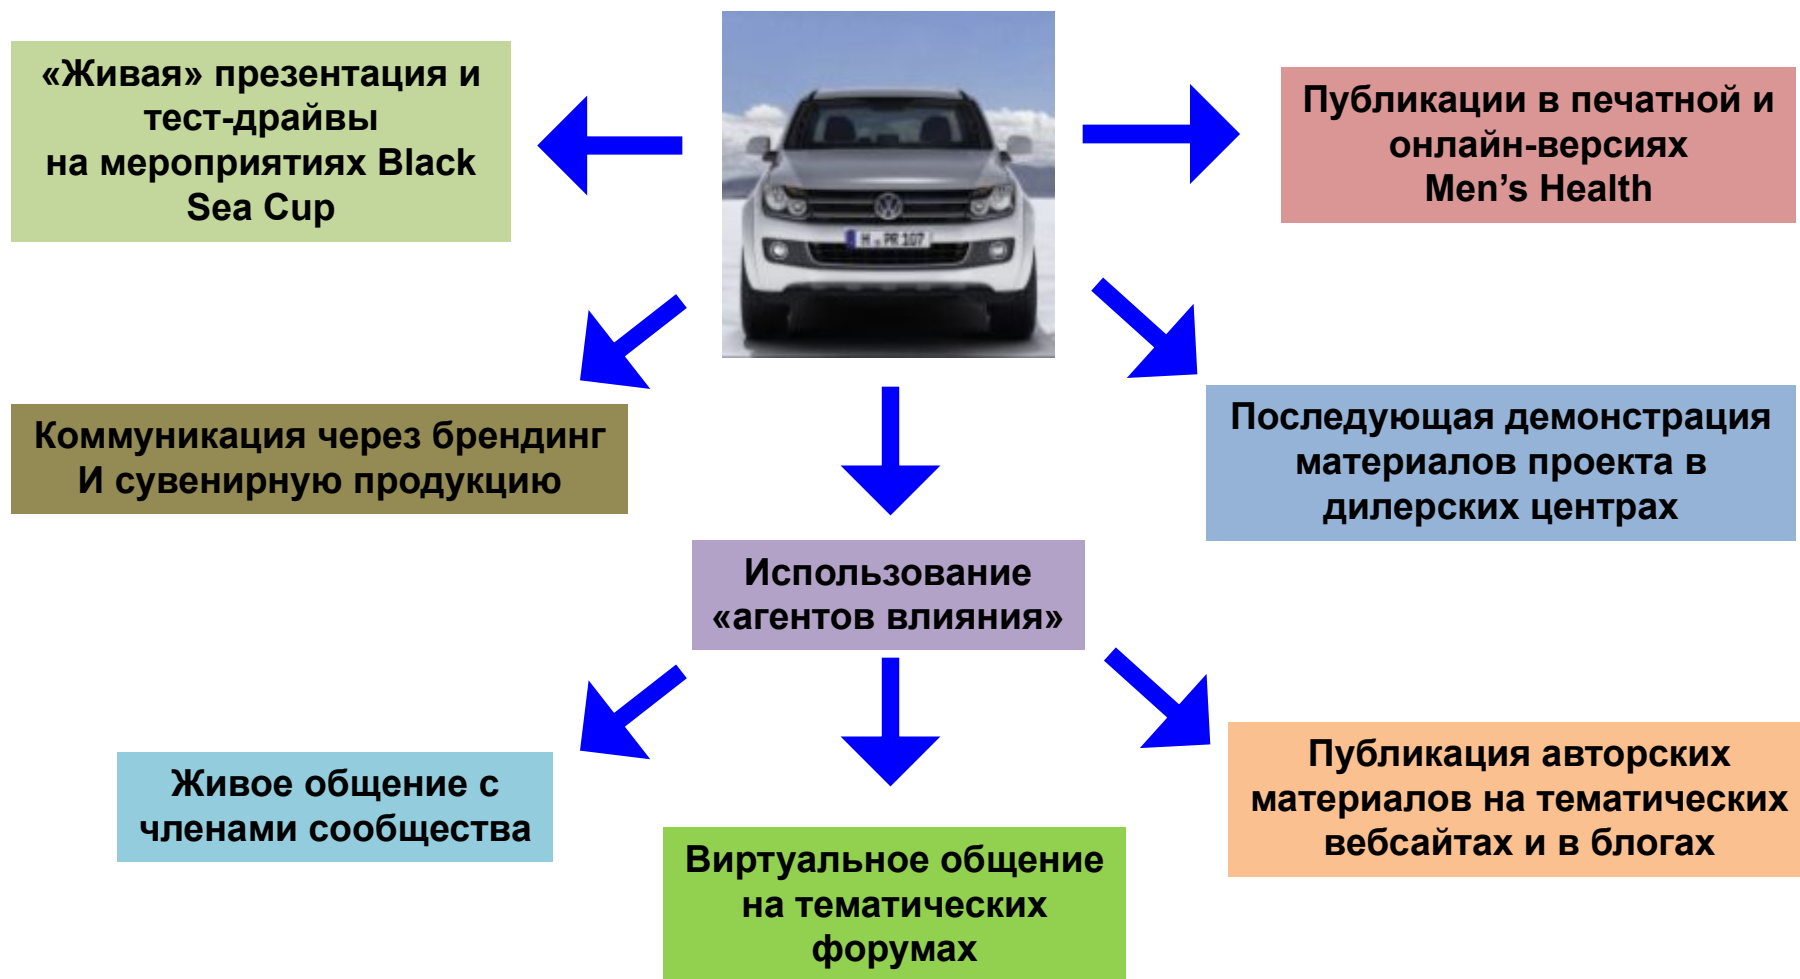 «Живая» презентация и
тест-драйвы
на мероприятиях Black
Sea Cup
Публикации в печатной и
онлайн-версиях
Men’s Health
H PR 107
Коммуникация через брендинг
И сувенирную продукцию
Последующая демонстрация
материалов проекта в
дилерских центрах
Использование
«агентов влияния»
Живое общение с
членами сообщества
Виртуальное общение
на тематических
форумах
Публикация авторских
материалов на тематических
вебсайтах и в блогах